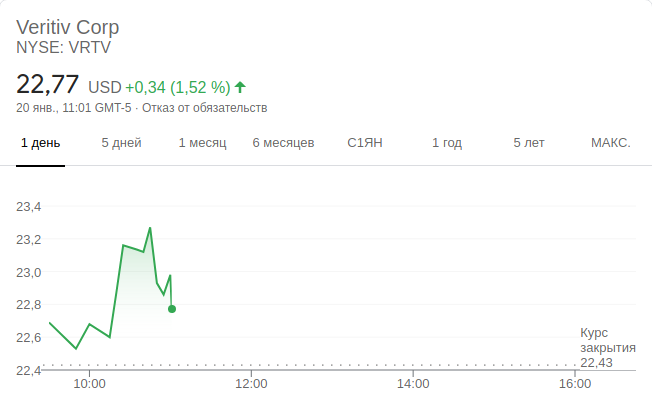 Veritiv Corp
NYSE: VRTV
22,77 USD +0,34 (1,52 %)
20 янв., 11:01 GMT-5 · Отказ от обязательств
1 день 5 дней 1 месяц 6 месяцев С1ЯН 1 год 5 лет МАКС.
23,4
23,2
23,0
22,8
22,6
22,4
Курс
закрытия
22,43
10:00 12:00 14:00 16:00